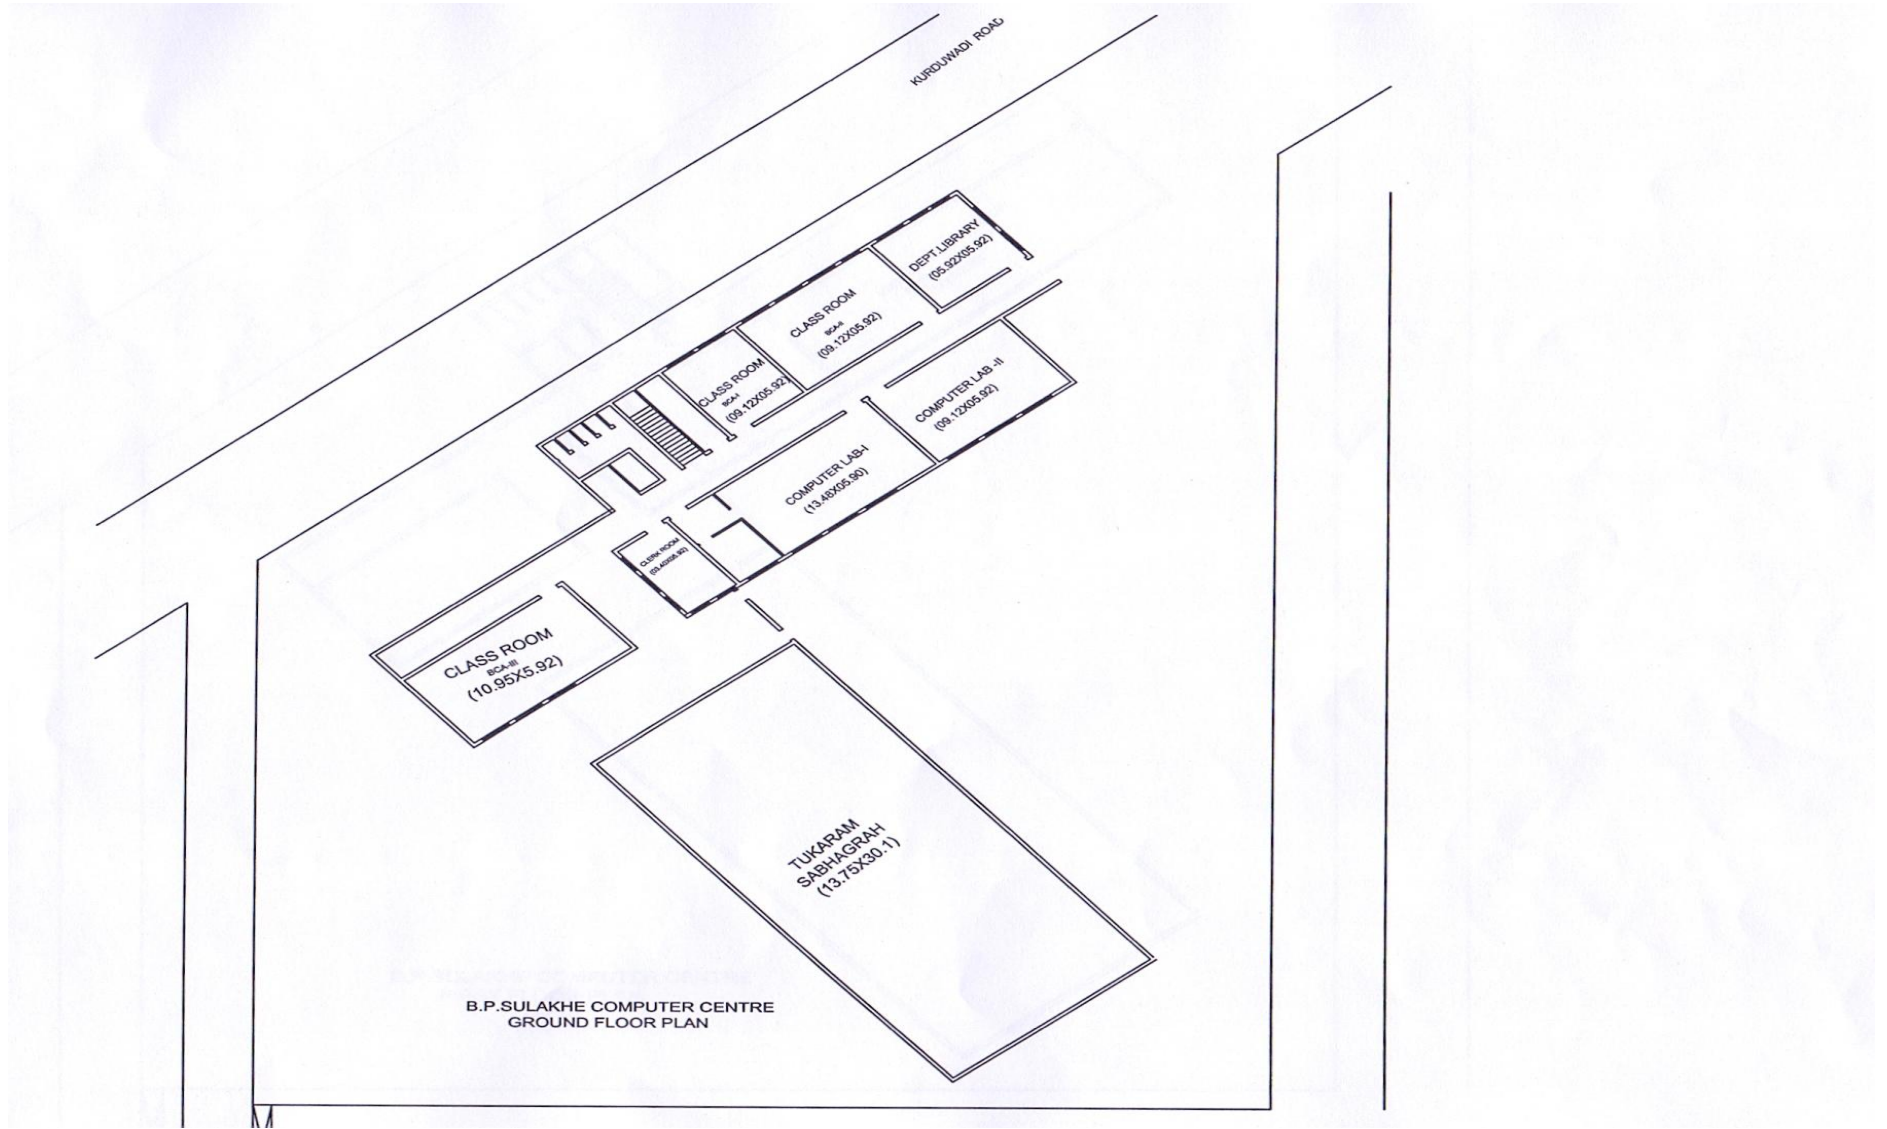 KURDUWADI ROAD
DEPT.LIBRARY
(05.92X05.92)
CLASS ROOM
BCA-II
(09.12X05.92)
CLASS ROOM
BCA-I
(09.12X05.92)
COMPUTER LAB -II
(09.12X05.92)
COMPUTER LAB-I
(13.48X05.90)
CLERK ROOM
CLASS ROOM
BCA-III
(10.95X5.92)
TUKARAM
SABHAGRAH
(13.75X30.1)
B.P.SULAKHE COMPUTER CENTRE
GROUND FLOOR PLAN